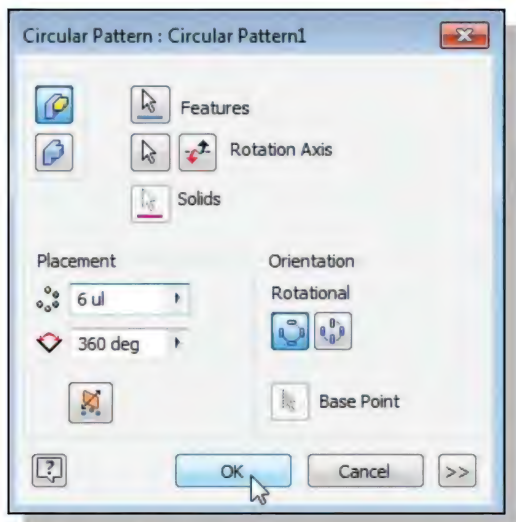 Circular Pattern : Circular Pattern1
Features
Rotation Axis
Solids
Placement
6 ul
360 deg
Orientation
Rotational
Base Point
?
OK
Cancel
>>